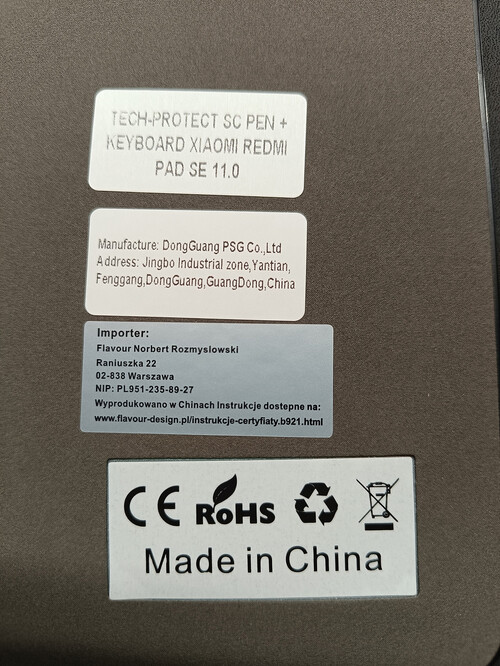 TECH-PROTECT SC PEN +
KEYBOARD XIAOMI REDMI
PAD SE 11.0
Manufacture: DongGuang PSG Co.,Ltd
Address: Jingbo Industrial zone,Yantian,
Fenggang,DongGuang,GuangDong,China
Importer:
Flavour Norbert Rozmyslowski
Raniuszka 22
02-838 Warszawa
NIP: PL951-235-89-27
Wyprodukowano w Chinach Instrukcje dostepne na:
www.flavour-design.pl/instrukcje-certyfiaty.b921.html
CE RoHS
Made in China